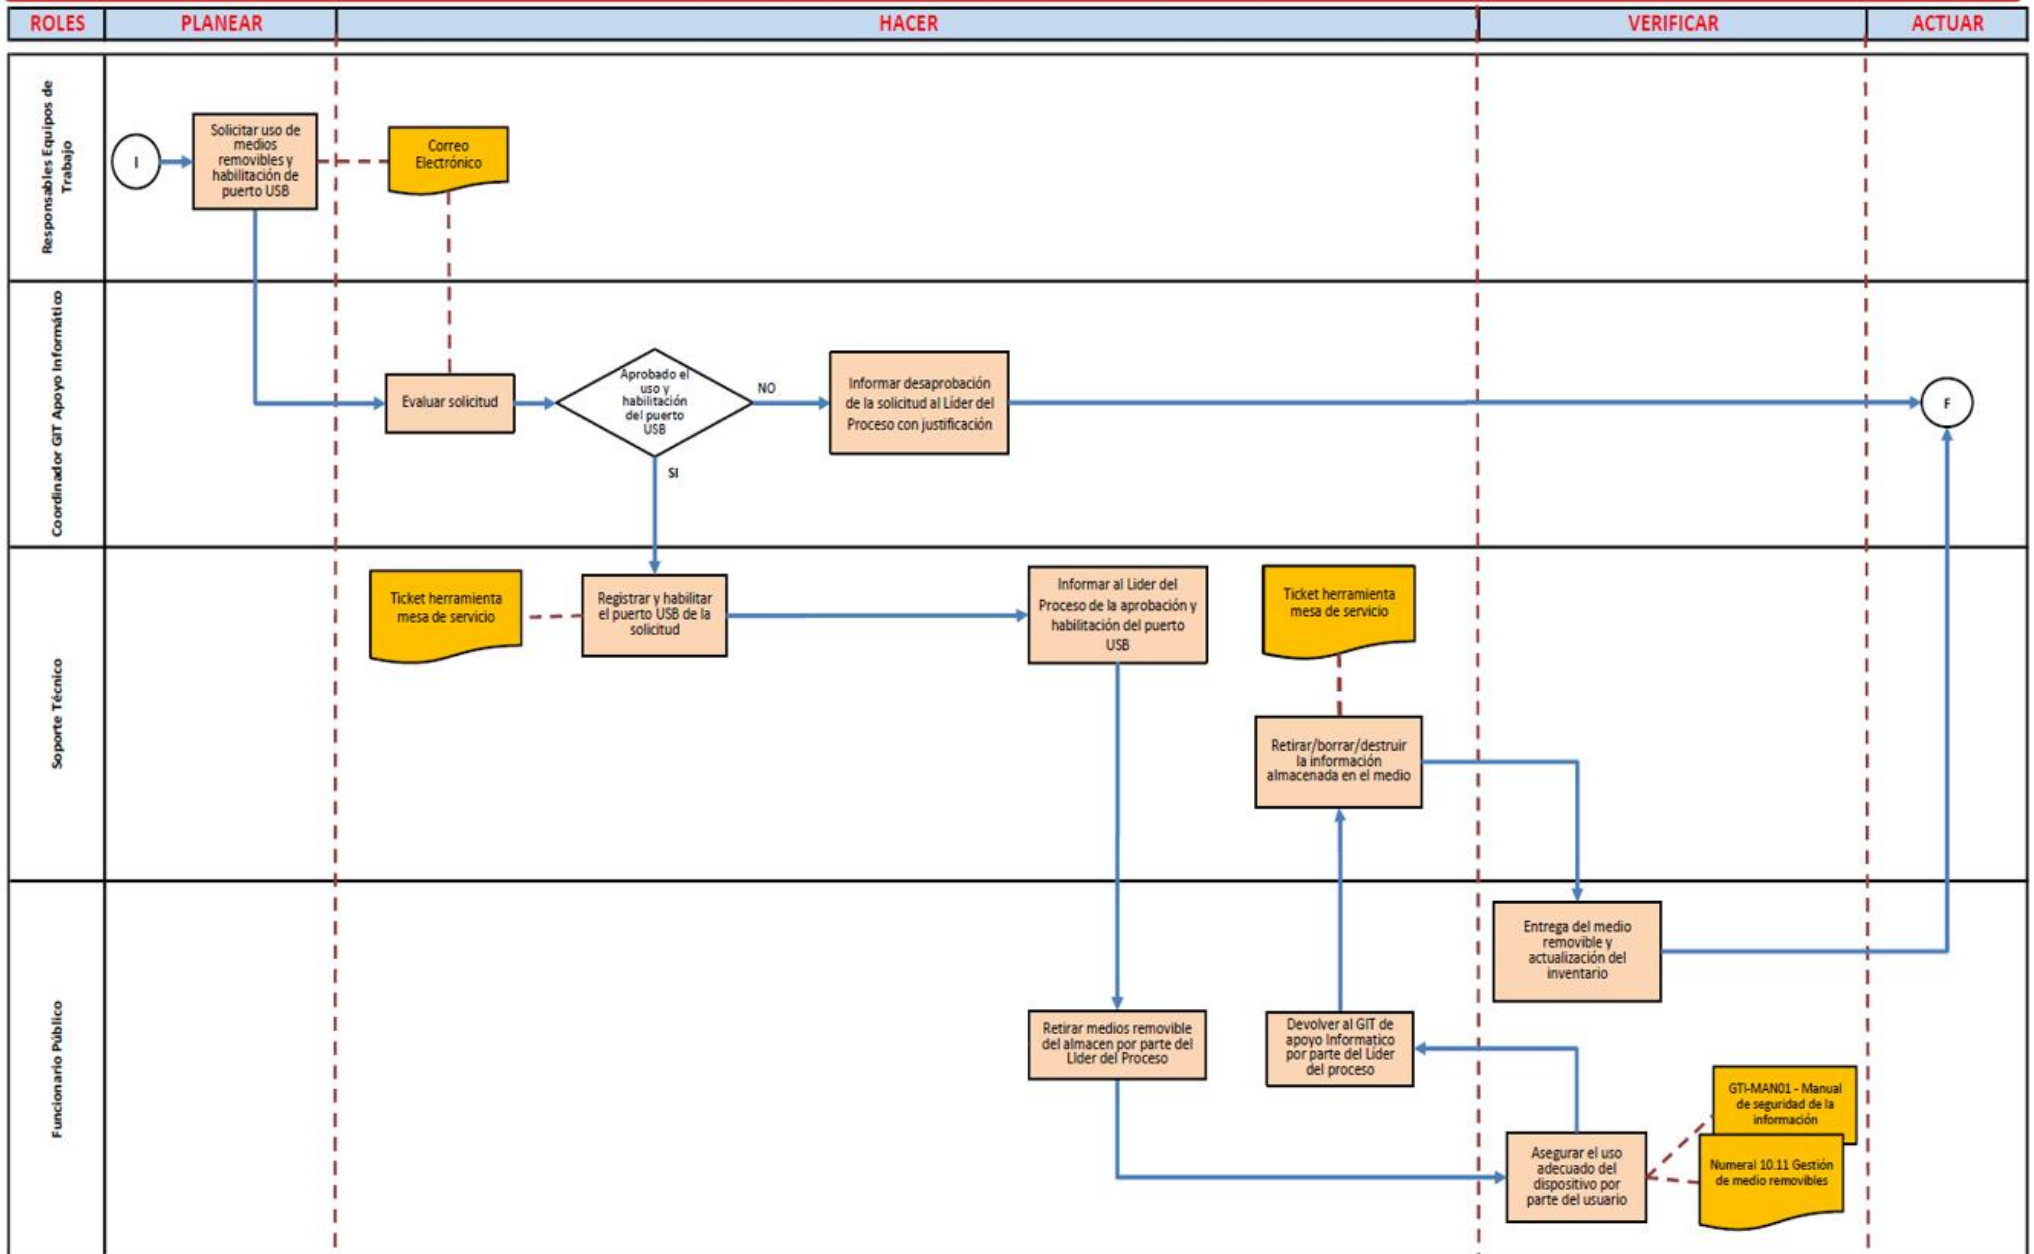 ROLES
PLANEAR
HACER
VERIFICAR
ACTUAR
Responsables Equipos de
Trabajo
I
Solicitar uso de
medios
removibles y
habilitación de
puerto USB
Correo
Electrónico
Coordinador GIT Apoyo Informático
Evaluar solicitud
Aprobado el
uso y
habilitación
del puerto
USB
NO
SI
Informar desaprobación
de la solicitud al Líder del
Proceso con justificación
F
Soporte Técnico
Ticket herramienta
mesa de servicio
Registrar y habilitar
el puerto USB de la
solicitud
Informar al Lider del
Proceso de la aprobación y
habilitación del puerto
USB
Ticket herramienta
mesa de servicio
Retirar/borrar/destruir
la información
almacenada en el medio
Funcionario Público
Entrega del medio
removible y
actualización del
inventario
Retirar medios removible
del almacen por parte del
Líder del Proceso
Devolver al GIT de
apoyo Informatico
por parte del Líder
del proceso
Asegurar el uso
adecuado del
dispositivo por
parte del usuario
GTI-MAN01 - Manual
de seguridad de la
información
Numeral 10.11 Gestión
de medio removibles